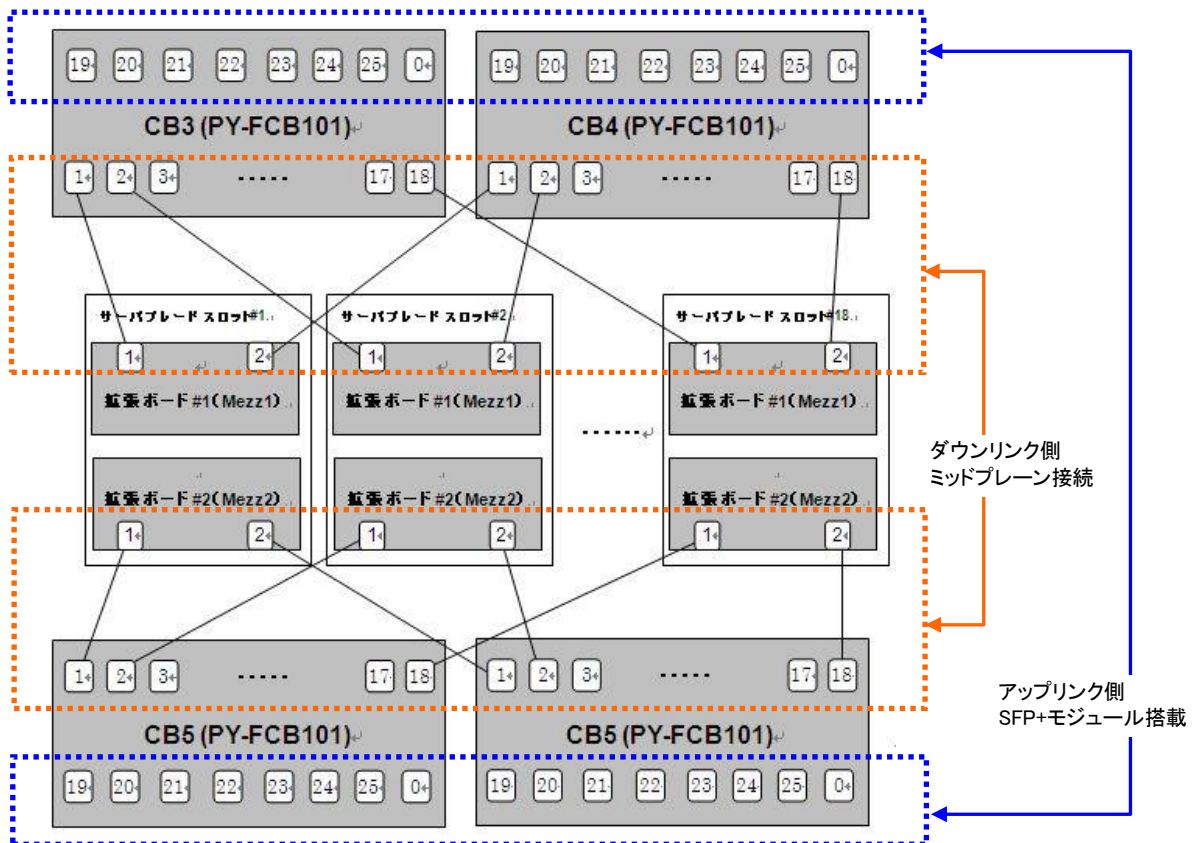 19 20 21 22 23 24 25 0
19 20 21 22 23 24 25 0
CB3 (PY-FCB101)
CB4 (PY-FCB101)
1 2 3 ····· 17 18
1 2 3 ····· 17 18
サーバブレード スロット#1
サーバブレード スロット#2
サーバブレード スロット#18
1 2
1 2
1 2
拡張ボード#1(Mezz1)
拡張ボード#1(Mezz1)
拡張ボード#1(Mezz1)
······
ダウンリンク側
ミッドプレーン接続
拡張ボード#2(Mezz2)
拡張ボード#2(Mezz2)
拡張ボード#2(Mezz2)
1 2
1 2
1 2
1 2 3 ····· 17 18
1 2 3 ····· 17 18
アップリンク側
SFP+モジュール搭載
CB5 (PY-FCB101)
CB5 (PY-FCB101)
19 20 21 22 23 24 25 0
19 20 21 22 23 24 25 0